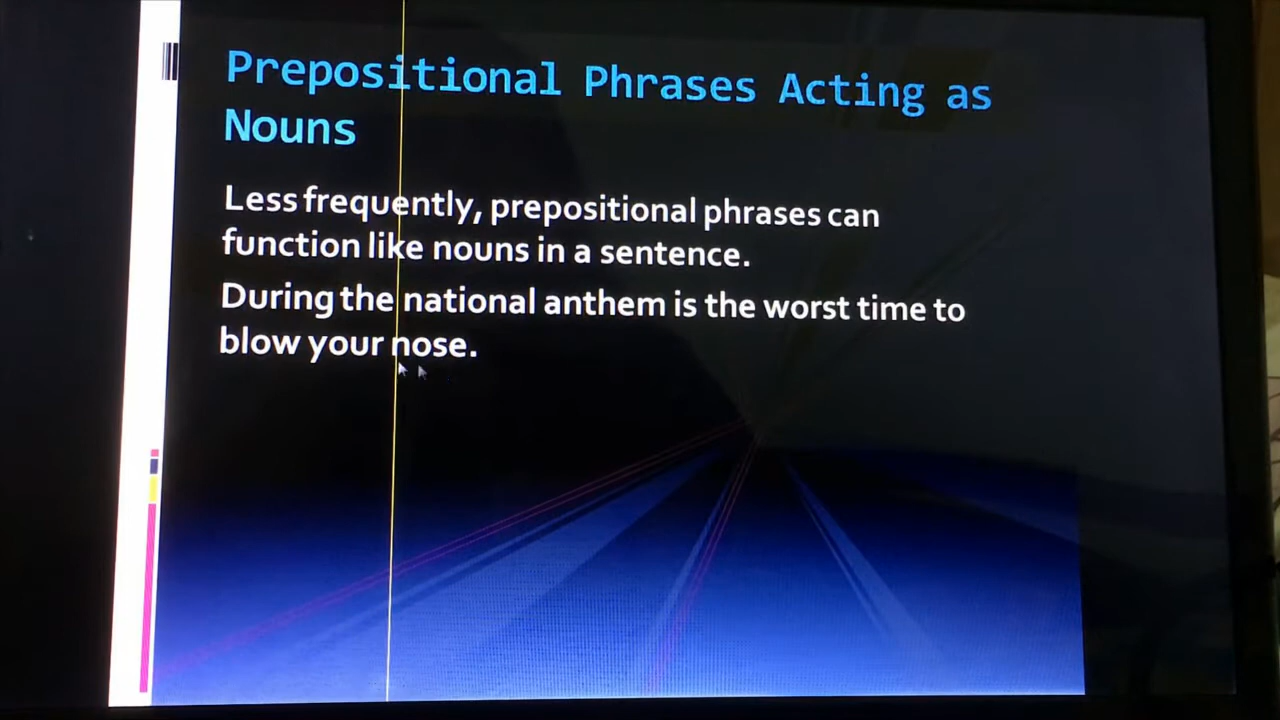 Prepositional Phrases Acting as
Nouns
Less frequently, prepositional phrases can
function like nouns in a sentence.
During the national anthem is the worst time to
blow your nose.